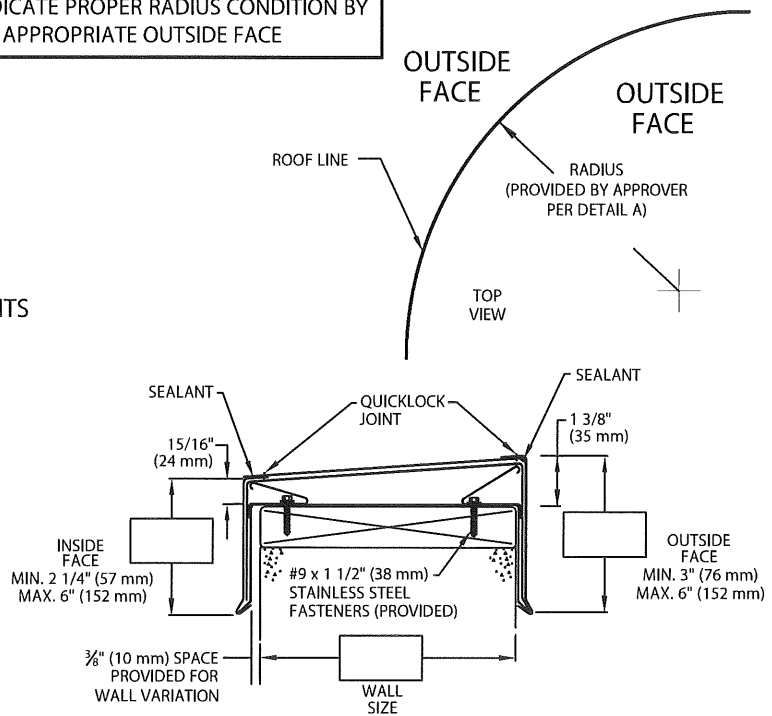 DICATE PROPER RADIUS CONDITION BY
APPROPRIATE OUTSIDE FACE
OUTSIDE
FACE
OUTSIDE
FACE
ROOF LINE
RADIUS
(PROVIDED BY APPROVER
PER DETAIL A)
TOP
VIEW
ITS
SEALANT
QUICKLOCK
JOINT
SEALANT
15/16"
(24 mm)
1 3/8"
(35 mm)
INSIDE
FACE
MIN. 2 1/4" (57 mm)
MAX. 6" (152 mm)
#9 x 1 1/2" (38 mm)
STAINLESS STEEL
FASTENERS (PROVIDED)
OUTSIDE
FACE
MIN. 3" (76 mm)
MAX. 6" (152 mm)
⅜" (10 mm) SPACE
PROVIDED FOR
WALL VARIATION
WALL
SIZE